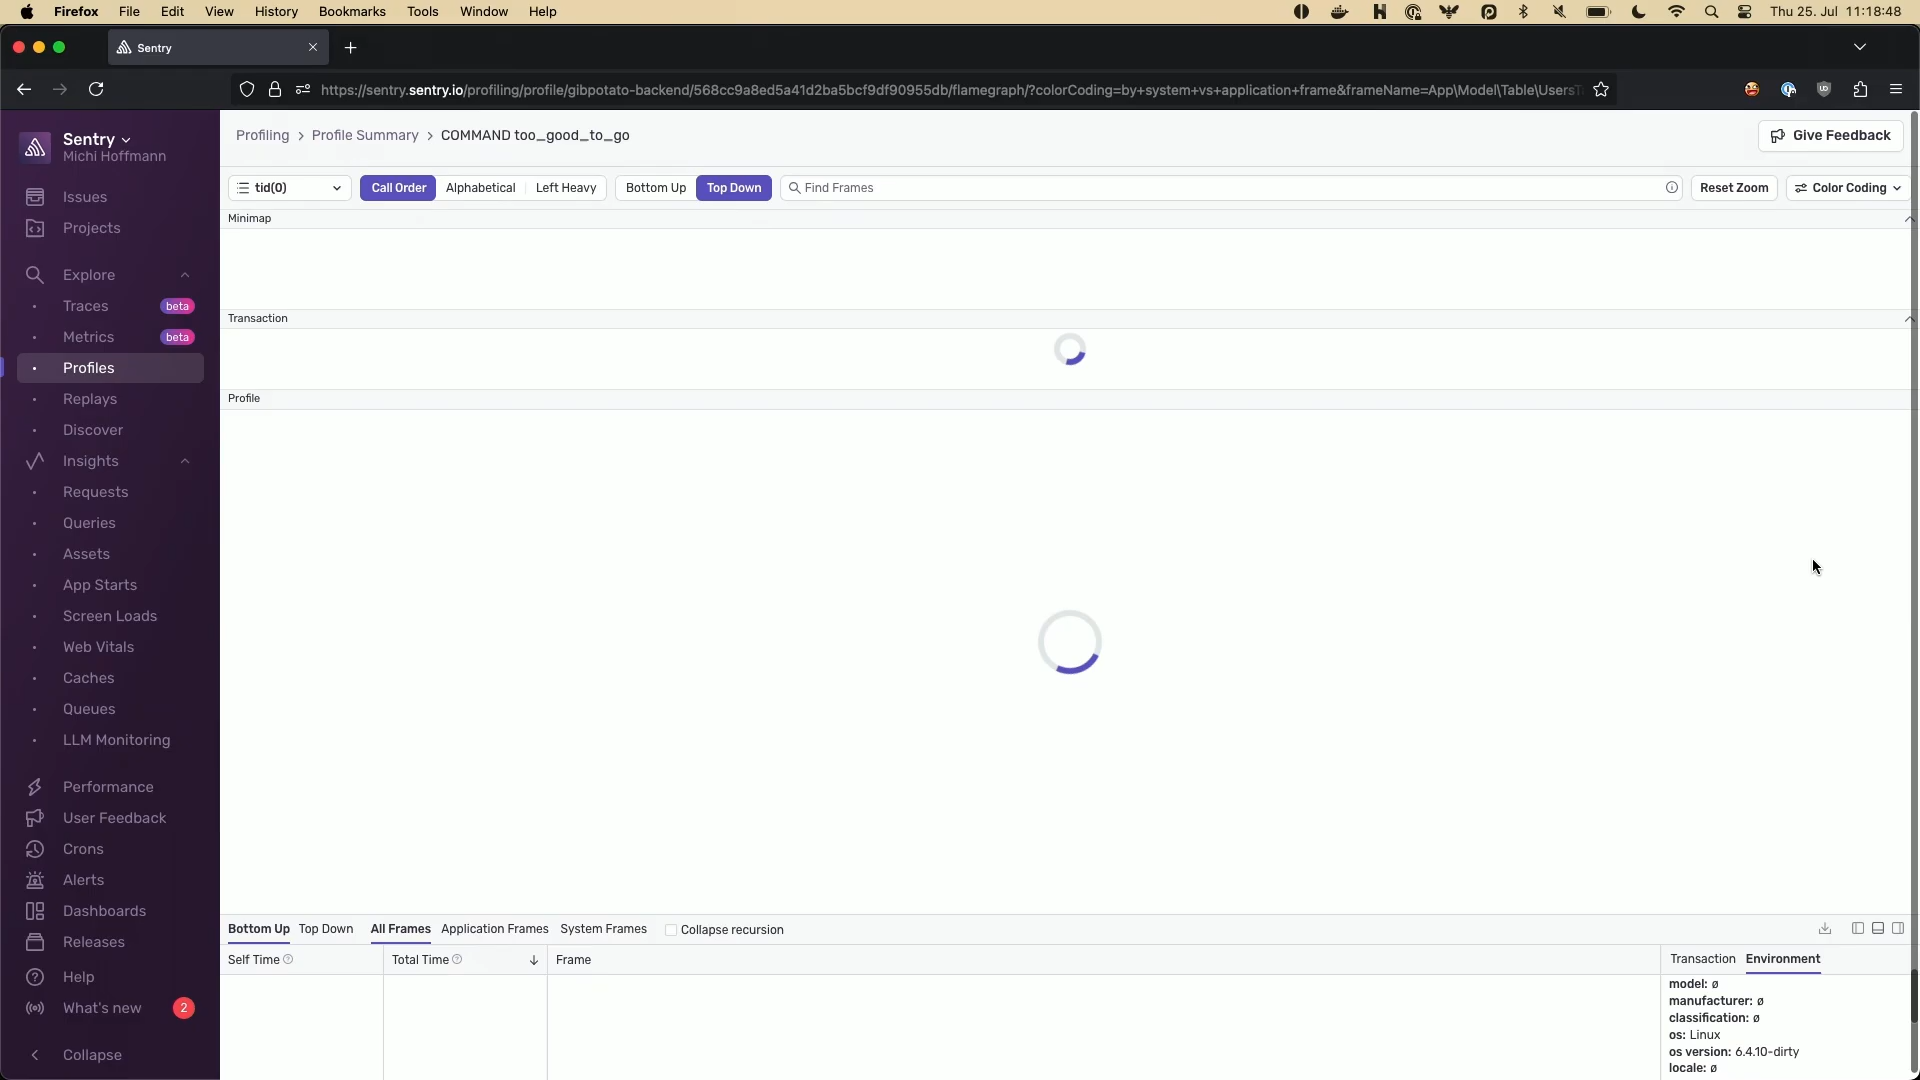 Firefox File Edit View History Bookmarks Tools Window Help Thu 25. Jul 11:18:48
Sentry
https://sentry.sentry.io/profiling/profile/gibpotato-backend/568cc9a8ed5a41d2ba5bcf9df90955db/flamegraph/?colorCoding=by+system+vs+application+frame&frameName=App\Model\Table\UsersT
Sentry
Michi Hoffmann
Issues
Projects
Explore
Traces beta
Metrics beta
Profiles
Replays
Discover
Insights
Requests
Queries
Assets
App Starts
Screen Loads
Web Vitals
Caches
Queues
LLM Monitoring
Performance
User Feedback
Crons
Alerts
Dashboards
Releases
Help
What's new 2
Collapse
Profiling > Profile Summary > COMMAND too_good_to_go
Give Feedback
tid(0) Call Order Alphabetical Left Heavy Bottom Up Top Down Find Frames Reset Zoom Color Coding
Minimap
Transaction
Profile
Bottom Up Top Down All Frames Application Frames System Frames Collapse recursion
Self Time Total Time Frame
Transaction Environment
model: ø
manufacturer: ø
classification: ø
os: Linux
os version: 6.4.10-dirty
locale: ø